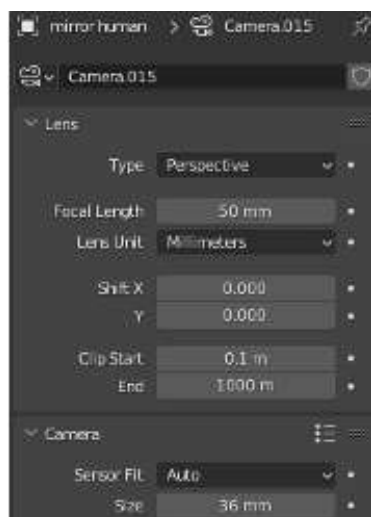 mirror human > Camera.015
Camera.015
Lens
Type Perspective
Focal Length 50 mm
Lens Unit Millimeters
Shift X 0.000
Y 0.000
Clip Start 0.1 m
End 1000 m
Camera
Sensor Fit Auto
Size 36 mm